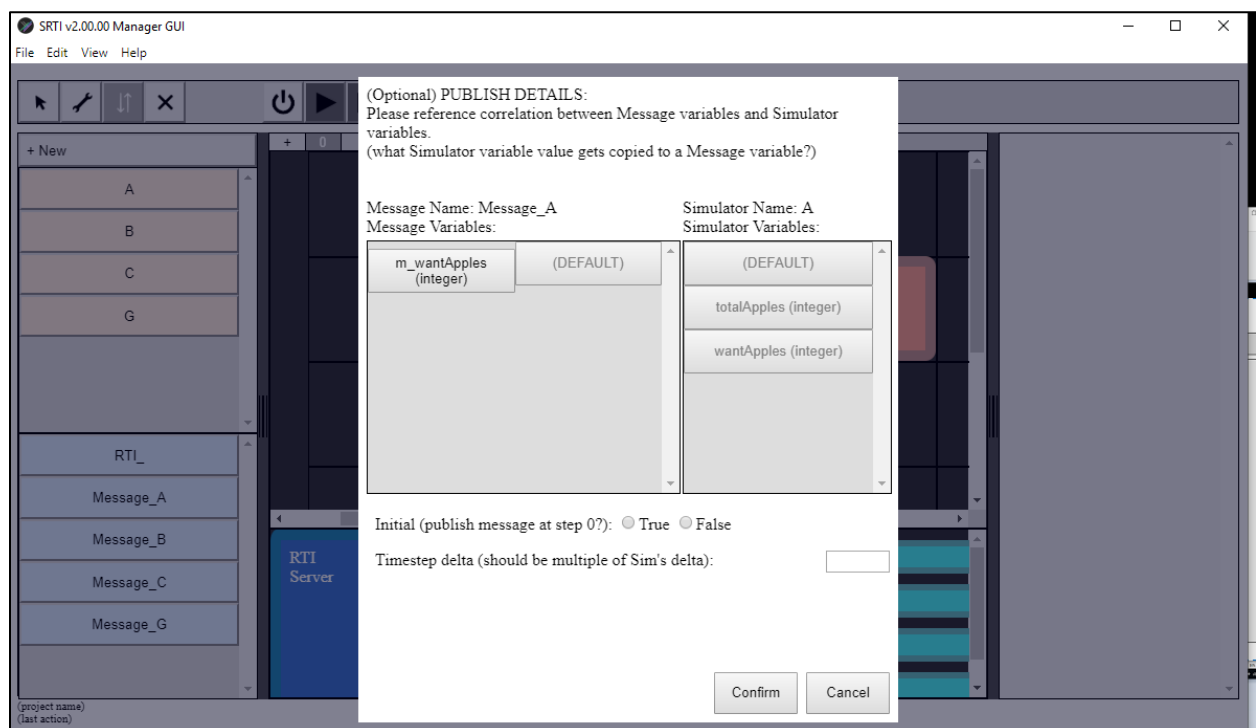 SRTI v2.00.00 Manager GUI
File Edit View Help
+ New
A
B
C
G
RTI_
Message_A
Message_B
Message_C
Message_G
+ 0
RTI
Server
(Optional) PUBLISH DETAILS:
Please reference correlation between Message variables and Simulator
variables.
(what Simulator variable value gets copied to a Message variable?)
Message Name: Message_A
Message Variables:
m_wantApples
(integer)
(DEFAULT)
Simulator Name: A
Simulator Variables:
(DEFAULT)
totalApples (integer)
wantApples (integer)
Initial (publish message at step 0?): True False
Timestep delta (should be multiple of Sim's delta):
Confirm Cancel
(project name)
(last action)